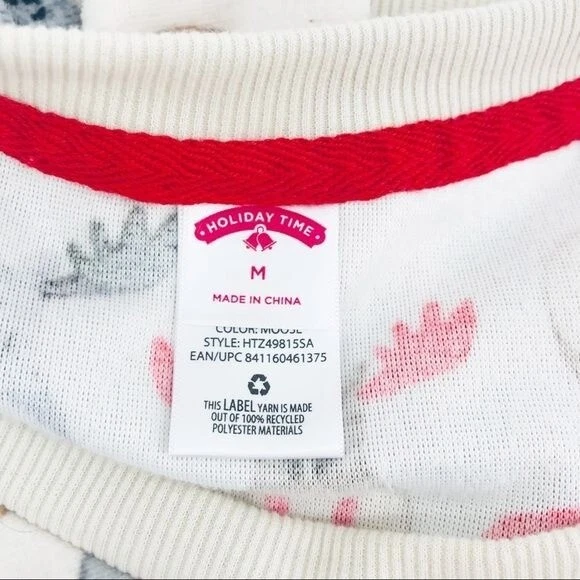 • HOLIDAY TIME •
M
MADE IN CHINA
COLOR: MOOSE
STYLE: HTZ49815SA
EAN/UPC 841160461375
THIS LABEL YARN IS MADE
OUT OF 100% RECYCLED
POLYESTER MATERIALS